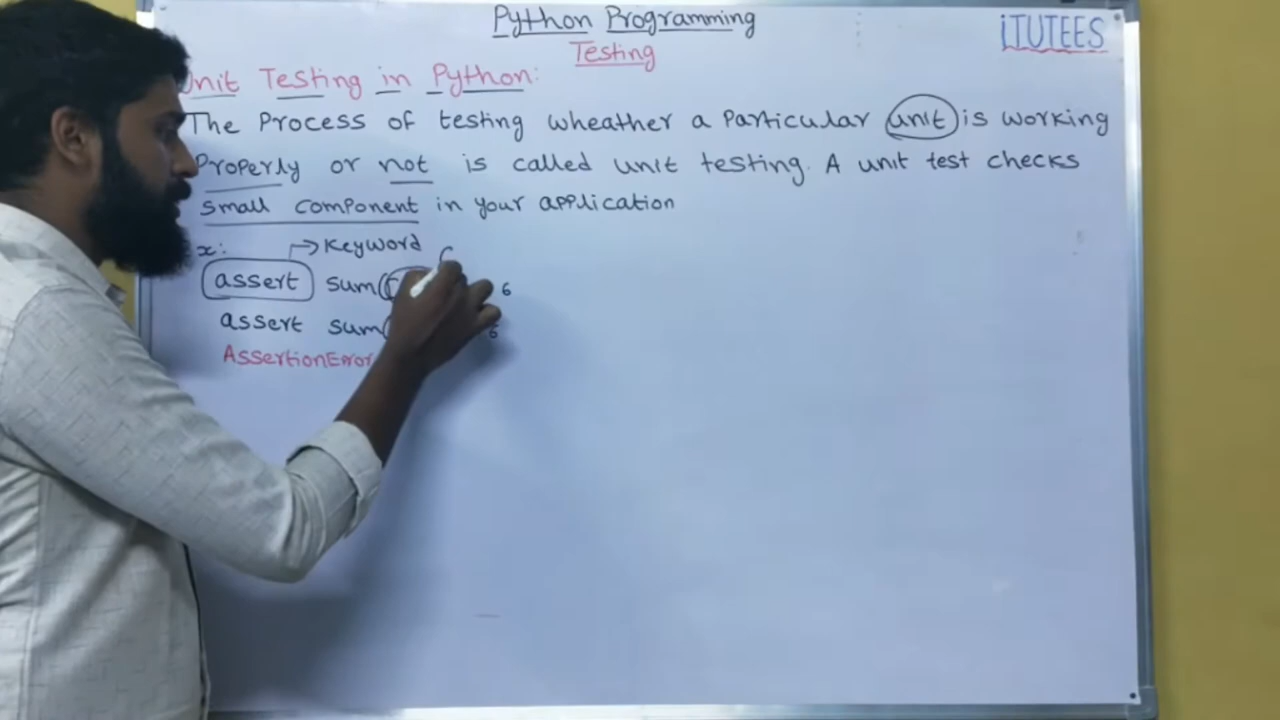 Python Programming
iTUTEES
Testing
Unit Testing in Python:
The Process of testing wheather a Particular unit is working
Properly or not is called unit testing. A unit test checks
small component in your application
x: → Keyword
assert sum( 6
assert sum( 6
AssertionError